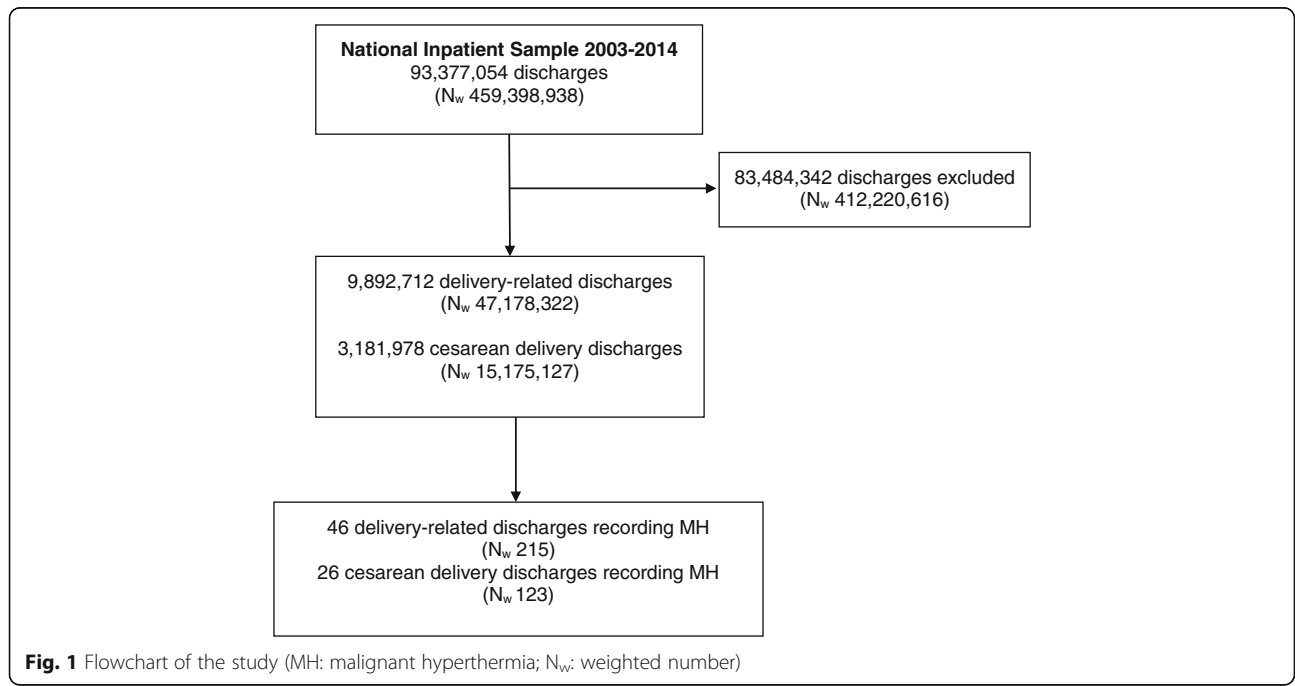 National Inpatient Sample 2003-2014
93,377,054 discharges
(Nw 459,398,938)
83,484,342 discharges excluded
(Nw 412,220,616)
9,892,712 delivery-related discharges
(Nw 47,178,322)
3,181,978 cesarean delivery discharges
(Nw 15,175,127)
46 delivery-related discharges recording MH
(Nw 215)
26 cesarean delivery discharges recording MH
(Nw 123)
Fig. 1 Flowchart of the study (MH: malignant hyperthermia; Nw: weighted number)